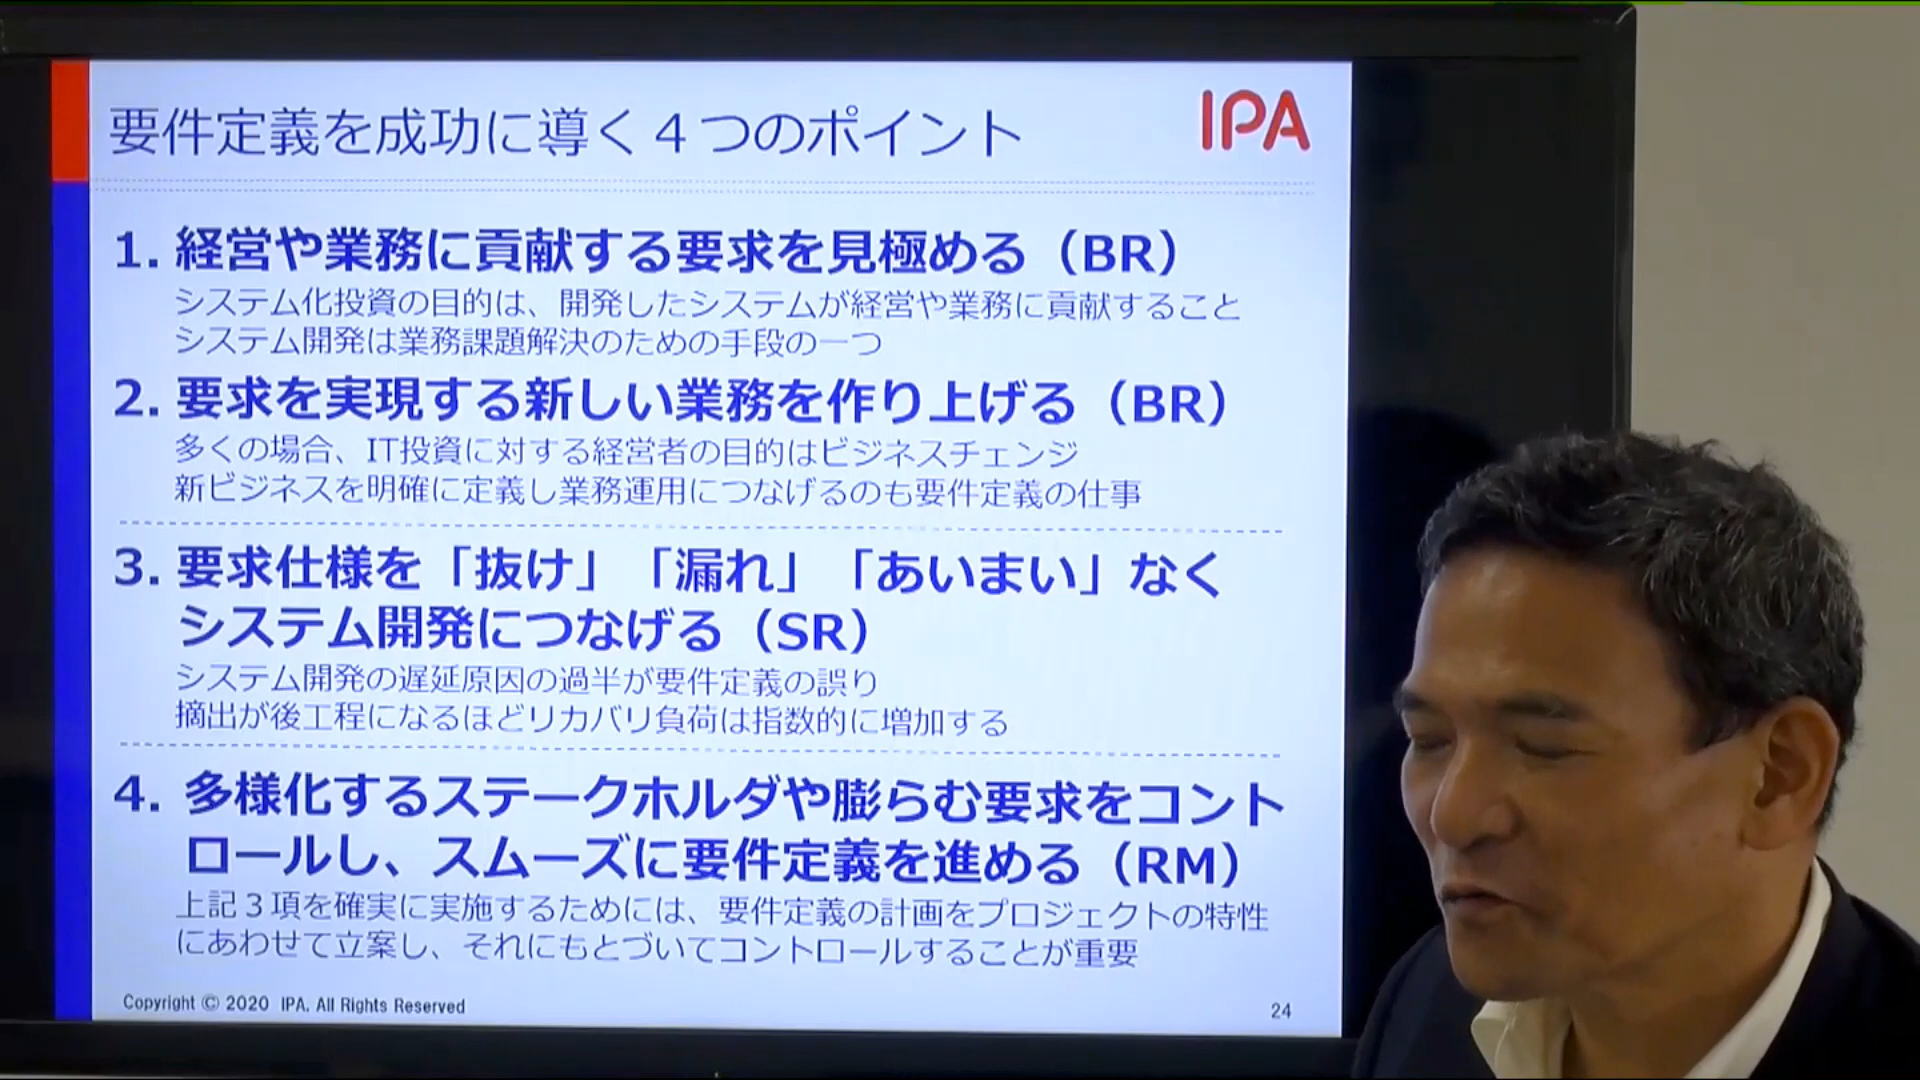 要件定義を成功に導く４つのポイント
IPA
1. 経営や業務に貢献する要求を見極める（BR）
システム化投資の目的は、開発したシステムが経営や業務に貢献すること
システム開発は業務課題解決のための手段の一つ
2. 要求を実現する新しい業務を作り上げる（BR）
多くの場合、IT投資に対する経営者の目的はビジネスチェンジ
新ビジネスを明確に定義し業務運用につなげるのも要件定義の仕事
3. 要求仕様を「抜け」「漏れ」「あいまい」なく
システム開発につなげる（SR）
システム開発の遅延原因の過半が要件定義の誤り
摘出が後工程になるほどリカバリ負荷は指数的に増加する
4. 多様化するステークホルダや膨らむ要求をコント
ロールし、スムーズに要件定義を進める（RM）
上記３項を確実に実施するためには、要件定義の計画をプロジェクトの特性
にあわせて立案し、それにもとづいてコントロールすることが重要
Copyright © 2020 IPA. All Rights Reserved
24